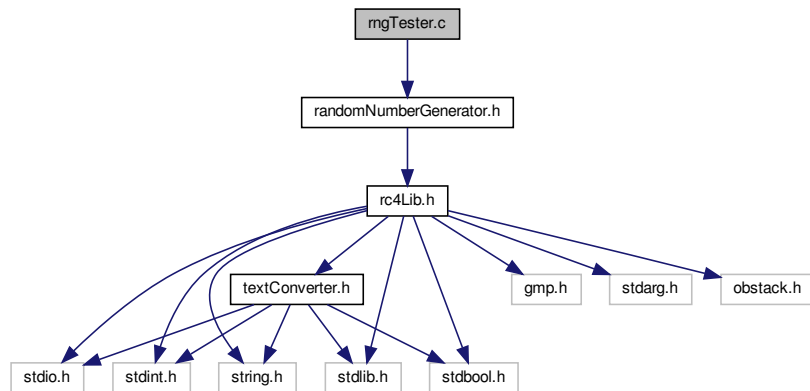 rngTester.c
randomNumberGenerator.h
rc4Lib.h
textConverter.h
gmp.h
stdarg.h
obstack.h
stdio.h
stdint.h
string.h
stdlib.h
stdbool.h